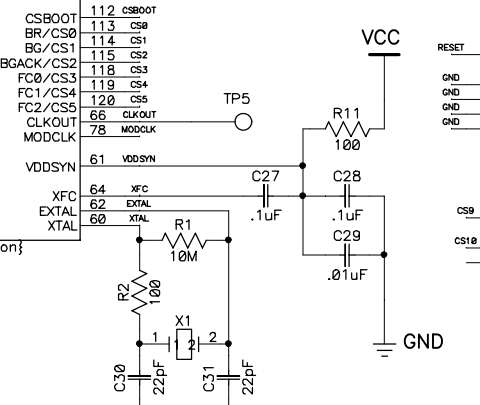 CSBOOT 112 CSBOOT
BR/CS0 113 CS0
BG/CS1 114 CS1
BGACK/CS2 115 CS2
FC0/CS3 118 CS3
FC1/CS4 119 CS4
FC2/CS5 120 CS5
CLKOUT 66 CLKOUT
MODCLK 78 MODCLK
VDDSYN 61 VDDSYN
XFC 64 XFC
EXTAL 62 EXTAL
XTAL 60 XTAL
on}
TP5
VCC
R11
100
C27
.1uF
C28
.1uF
C29
.01uF
GND
R1
10M
R2
100
X1
1 1 2 2
C30
22pF
C31
22pF
RESET
GND
GND
GND
GND
CS9
CS10